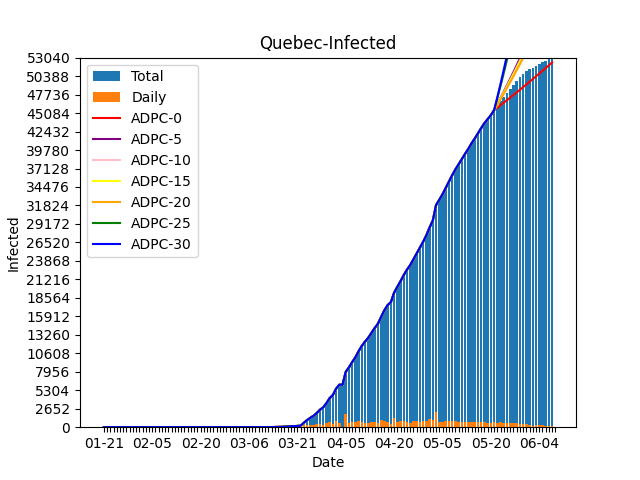 Quebec-Infected
53040
50388
47736
45084
42432
39780
37128
34476
31824
29172
26520
23868
21216
18564
15912
13260
10608
7956
5304
2652
0
Infected
Total
Daily
ADPC-0
ADPC-5
ADPC-10
ADPC-15
ADPC-20
ADPC-25
ADPC-30
01-21 02-05 02-20 03-06 03-21 04-05 04-20 05-05 05-20 06-04
Date